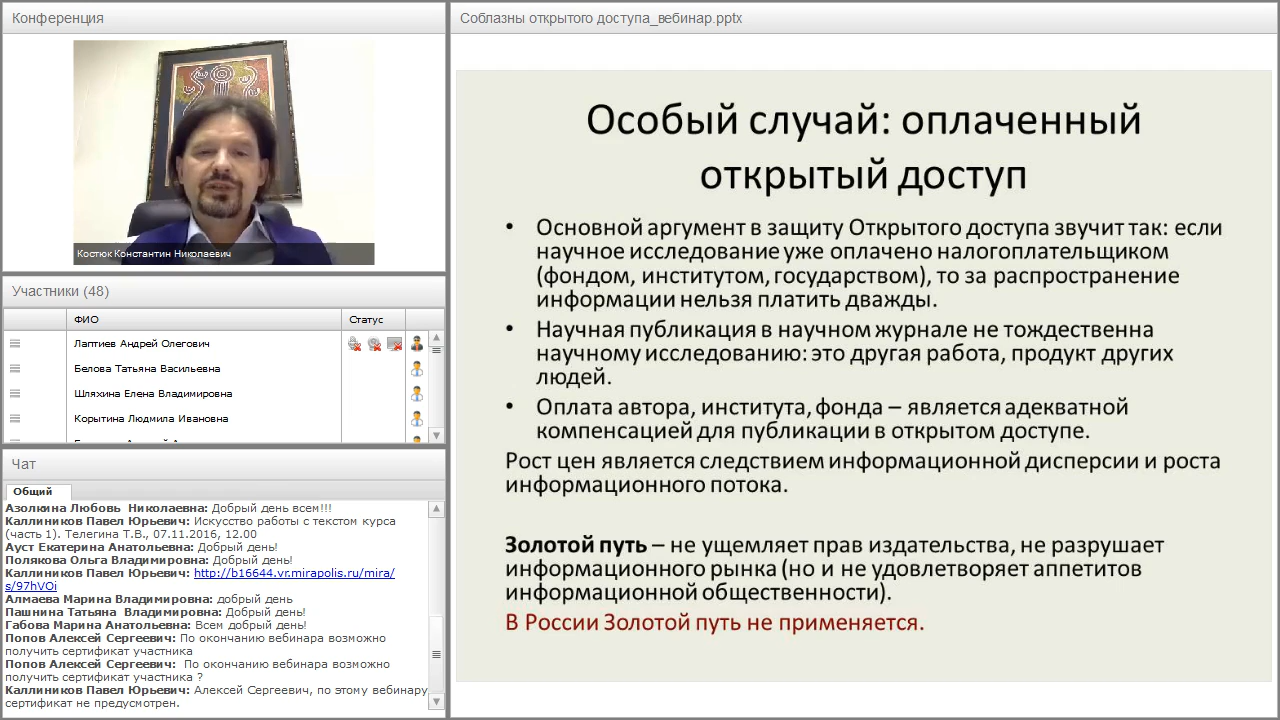 Конференция
Костюк Константин Николаевич
Участники (48)
ФИО
Статус
Лаптиев Андрей Олегович
Белова Татьяна Васильевна
Шляхина Елена Владимировна
Корытина Людмила Ивановна
Чат
Общий
Азолкина Любовь Николаевна: Добрый день всем!!!
Каллиников Павел Юрьевич: Искусство работы с текстом курса
(часть 1). Телегина Т.В., 07.11.2016, 12.00
Ауст Екатерина Анатольевна: Добрый день!
Полякова Ольга Владимировна: Добрый день!
Каллиников Павел Юрьевич: http://b16644.vr.mirapolis.ru/mira/
s/97hVOi
Алмаева Марина Владимировна: добрый день
Пашнина Татьяна Владимировна: Добрый день!
Габова Марина Анатольевна: Всем добрый день!
Попов Алексей Сергеевич: По окончанию вебинара возможно
получить сертификат участника
Попов Алексей Сергеевич: По окончанию вебинара возможно
получить сертификат участника ?
Каллиников Павел Юрьевич: Алексей Сергеевич, по этому вебинару
сертификат не предусмотрен.
Соблазны открытого доступа_вебинар.pptx
Особый случай: оплаченный
открытый доступ
• Основной аргумент в защиту Открытого доступа звучит так: если
научное исследование уже оплачено налогоплательщиком
(фондом, институтом, государством), то за распространение
информации нельзя платить дважды.
• Научная публикация в научном журнале не тождественна
научному исследованию: это другая работа, продукт других
людей.
• Оплата автора, института, фонда – является адекватной
компенсацией для публикации в открытом доступе.
Рост цен является следствием информационной дисперсии и роста
информационного потока.
Золотой путь – не ущемляет прав издательства, не разрушает
информационного рынка (но и не удовлетворяет аппетитов
информационной общественности).
В России Золотой путь не применяется.